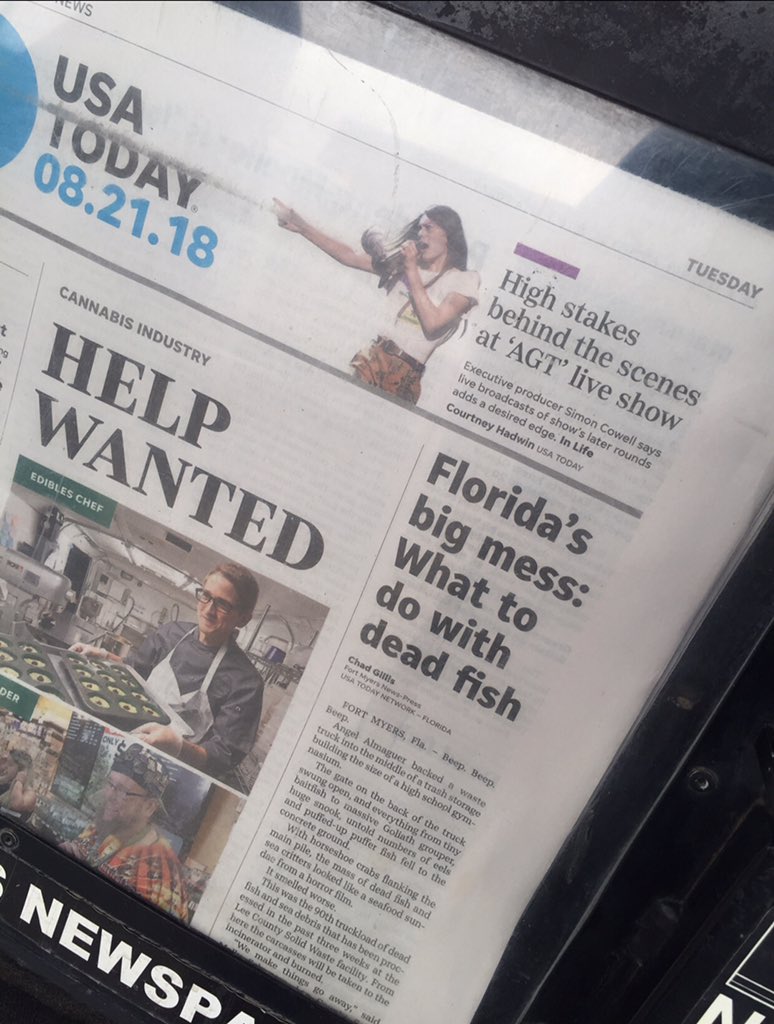 NEWS
USA
TODAY
08.21.18
TUESDAY
High stakes
behind the scenes
at ‘AGT’ live show
Executive producer Simon Cowell says
live broadcasts of show's later rounds
adds a desired edge. In Life
Courtney Hadwin USA TODAY
CANNABIS INDUSTRY
HELP
WANTED
EDIBLES CHEF
DER
ONLY
Florida's
big mess:
What to
do with
dead fish
Chad Gillis
Fort Myers News-Press
USA TODAY NETWORK – FLORIDA
FORT MYERS, Fla. – Beep. Beep.
Beep.
Angel Almaguer backed a waste
truck into the middle of a trash storage
building the size of a high school gym-
nasium.
The gate on the back of the truck
swung open, and everything from tiny
baitfish to massive Goliath grouper,
huge snook, untold numbers of eels
and puffed-up puffer fish fell to the
concrete ground.
With horseshoe crabs flanking the
main pile, the mass of dead fish and
sea critters looked like a seafood sun-
dae from a horror film.
It smelled worse.
This was the 90th truckload of dead
fish and sea debris that has been proc-
essed in the past three weeks at the
Lee County Solid Waste facility. From
here the carcasses will be taken to the
incinerator and burned.
"We make things go away," said
S NEWSPA